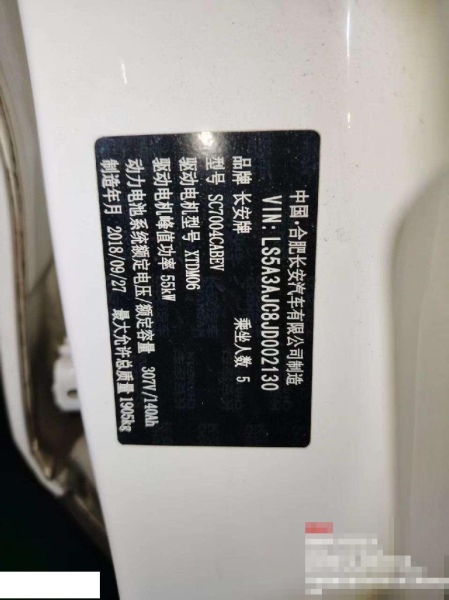 中国·合肥长安汽车有限公司制造
VIN: LS5A3AJC8JD002130
品牌 长安牌 乘坐人数 5
型号 SC7004CABEV
驱动电机型号 XTDM06
驱动电机峰值功率 55kW
动力电池系统额定电压/额定容量 307V/140Ah
制造年月 2018/09/27 最大允许总质量 1905kg